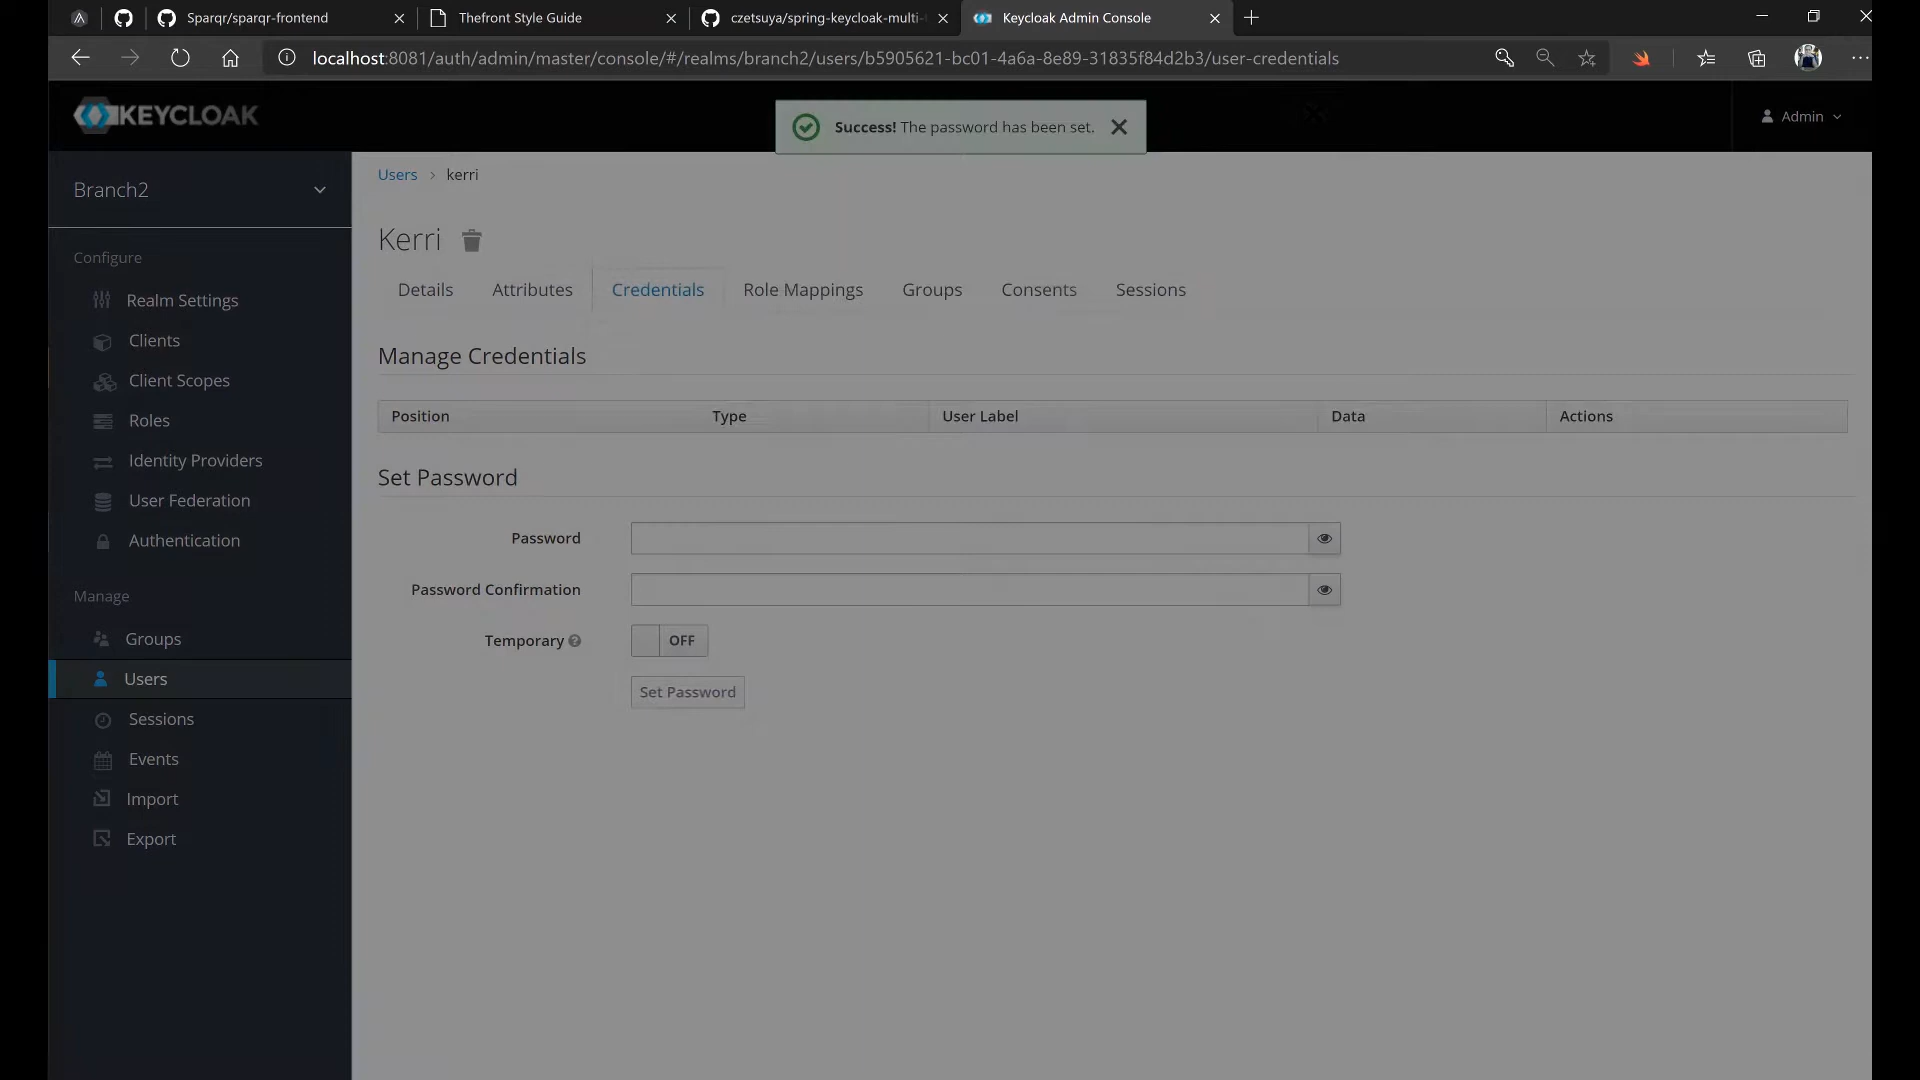 Sparqr/sparqr-frontend
Thefront Style Guide
czetsuya/spring-keycloak-multi-
Keycloak Admin Console
localhost:8081/auth/admin/master/console/#/realms/branch2/users/b5905621-bc01-4a6a-8e89-31835f84d2b3/user-credentials
KEYCLOAK
Success! The password has been set.
Admin
Branch2
Users > kerri
Kerri
Details Attributes Credentials Role Mappings Groups Consents Sessions
Configure
Realm Settings
Clients
Client Scopes
Roles
Identity Providers
User Federation
Authentication
Manage
Groups
Users
Sessions
Events
Import
Export
Manage Credentials
Position Type User Label Data Actions
Set Password
Password
Password Confirmation
Temporary OFF
Set Password